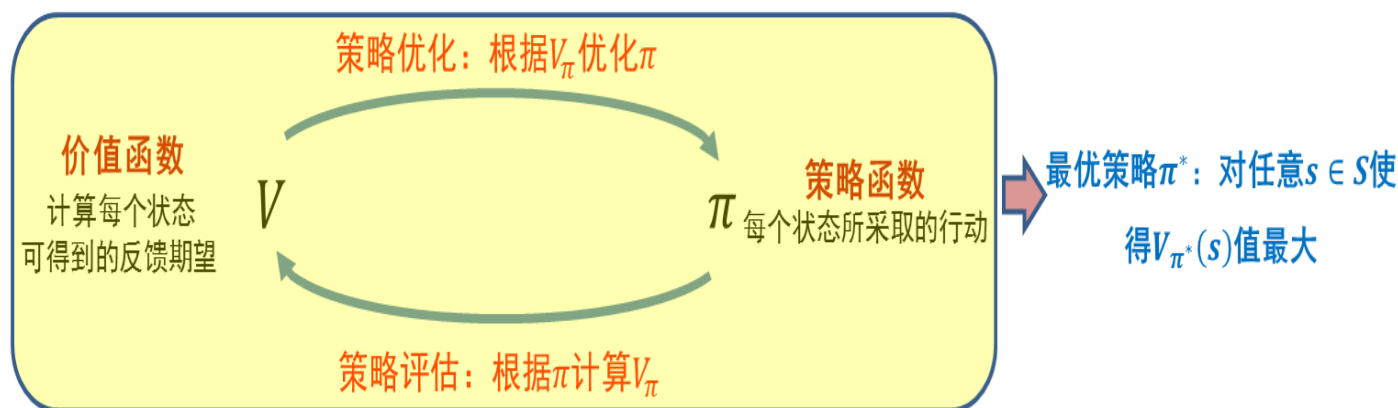 策略优化：根据Vπ优化π
价值函数
计算每个状态
可得到的反馈期望
V
π
策略函数
每个状态所采取的行动
策略评估：根据π计算Vπ
最优策略π*：对任意s ∈ S使
得Vπ*(s)值最大